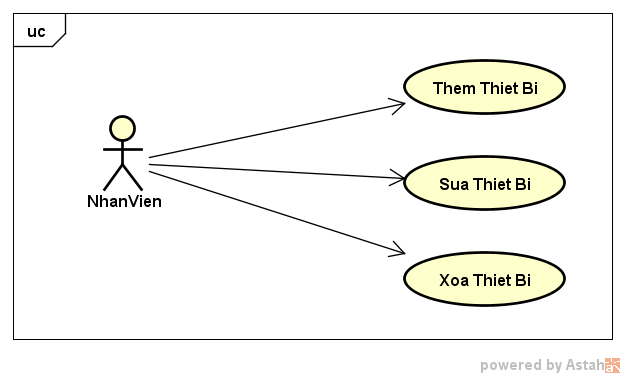 uc
Them Thiet Bi
Sua Thiet Bi
NhanVien
Xoa Thiet Bi
powered by Astah